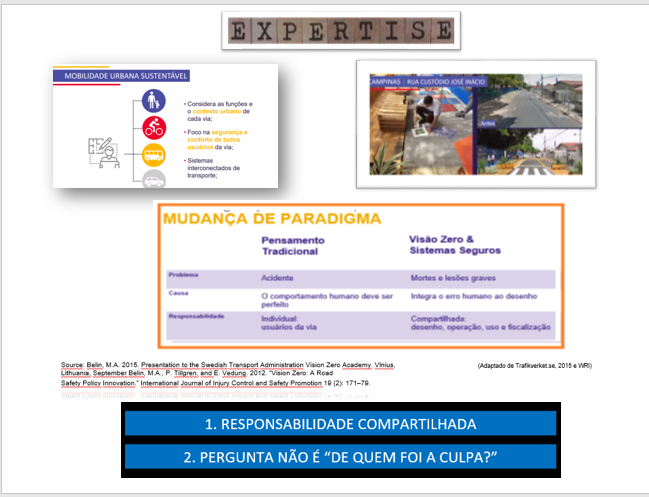 EXPERTISE
MOBILIDADE URBANA SUSTENTÁVEL
• Considera as funções e
o contexto urbano de
cada via;
• Foco na segurança e
conforto de todos
usuários da via;
• Sistemas
interconectados de
transporte;
CAMPINAS | RUA CUSTÓDIO JOSÉ INÁCIO
Antes
MUDANÇA DE PARADIGMA
Pensamento
Tradicional
Visão Zero &
Sistemas Seguros
Problema
Acidente
Mortes e lesões graves
Causa
O comportamento humano deve ser
perfeito
Integra o erro humano ao desenho
Responsabilidade
Individual:
usuários da via
Compartilhada:
desenho, operação, uso e fiscalização
Source: Belin, M.A. 2015. Presentation to the Swedish Transport Administration Vision Zero Academy, Vlnius,
Lithuania, September Belin, M.A., P. Tillgren, and E. Vedung. 2012. “Vision Zero: A Road
Safety Policy Innovation.” International Journal of Injury Control and Safety Promotion 19 (2): 171–79.
(Adaptado de Trafikverket.se, 2015 e WRI)
1. RESPONSABILIDADE COMPARTILHADA
2. PERGUNTA NÃO É “DE QUEM FOI A CULPA?”